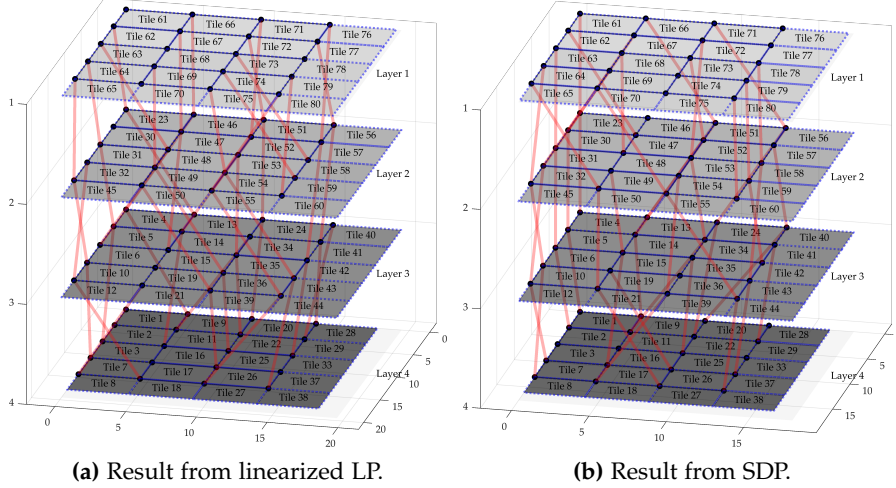 Tile 61 Tile 66 Tile 71 Tile 76
Tile 62 Tile 67 Tile 72 Tile 77
Tile 63 Tile 68 Tile 73 Tile 78
Tile 64 Tile 69 Tile 74 Tile 79
Tile 65 Tile 70 Tile 75 Tile 80
Layer 1
Tile 23 Tile 46 Tile 51 Tile 56
Tile 30 Tile 47 Tile 52 Tile 57
Tile 31 Tile 48 Tile 53 Tile 58
Tile 32 Tile 49 Tile 54 Tile 59
Tile 45 Tile 50 Tile 55 Tile 60
Layer 2
Tile 4 Tile 13 Tile 24 Tile 40
Tile 5 Tile 14 Tile 34 Tile 41
Tile 6 Tile 15 Tile 35 Tile 42
Tile 10 Tile 19 Tile 36 Tile 43
Tile 12 Tile 21 Tile 39 Tile 44
Layer 3
Tile 1 Tile 9 Tile 20 Tile 28
Tile 2 Tile 11 Tile 22 Tile 29
Tile 3 Tile 16 Tile 25 Tile 33
Tile 7 Tile 17 Tile 26 Tile 37
Tile 8 Tile 18 Tile 27 Tile 38
Layer 4
1
2
3
4
0 5 10 15 20
0
5
10
15
20
(a) Result from linearized LP.
Tile 61 Tile 66 Tile 71 Tile 76
Tile 62 Tile 67 Tile 72 Tile 77
Tile 63 Tile 68 Tile 73 Tile 78
Tile 64 Tile 69 Tile 74 Tile 79
Tile 65 Tile 70 Tile 75 Tile 80
Layer 1
Tile 23 Tile 46 Tile 51 Tile 56
Tile 30 Tile 47 Tile 52 Tile 57
Tile 31 Tile 48 Tile 53 Tile 58
Tile 32 Tile 49 Tile 54 Tile 59
Tile 45 Tile 50 Tile 55 Tile 60
Layer 2
Tile 4 Tile 13 Tile 24 Tile 40
Tile 5 Tile 14 Tile 34 Tile 41
Tile 6 Tile 15 Tile 35 Tile 42
Tile 10 Tile 19 Tile 36 Tile 43
Tile 12 Tile 21 Tile 39 Tile 44
Layer 3
Tile 1 Tile 9 Tile 20 Tile 28
Tile 2 Tile 11 Tile 22 Tile 29
Tile 3 Tile 16 Tile 25 Tile 33
Tile 7 Tile 17 Tile 26 Tile 37
Tile 8 Tile 18 Tile 27 Tile 38
Layer 4
1
2
3
4
0 5 10 15
5
10
15
(b) Result from SDP.